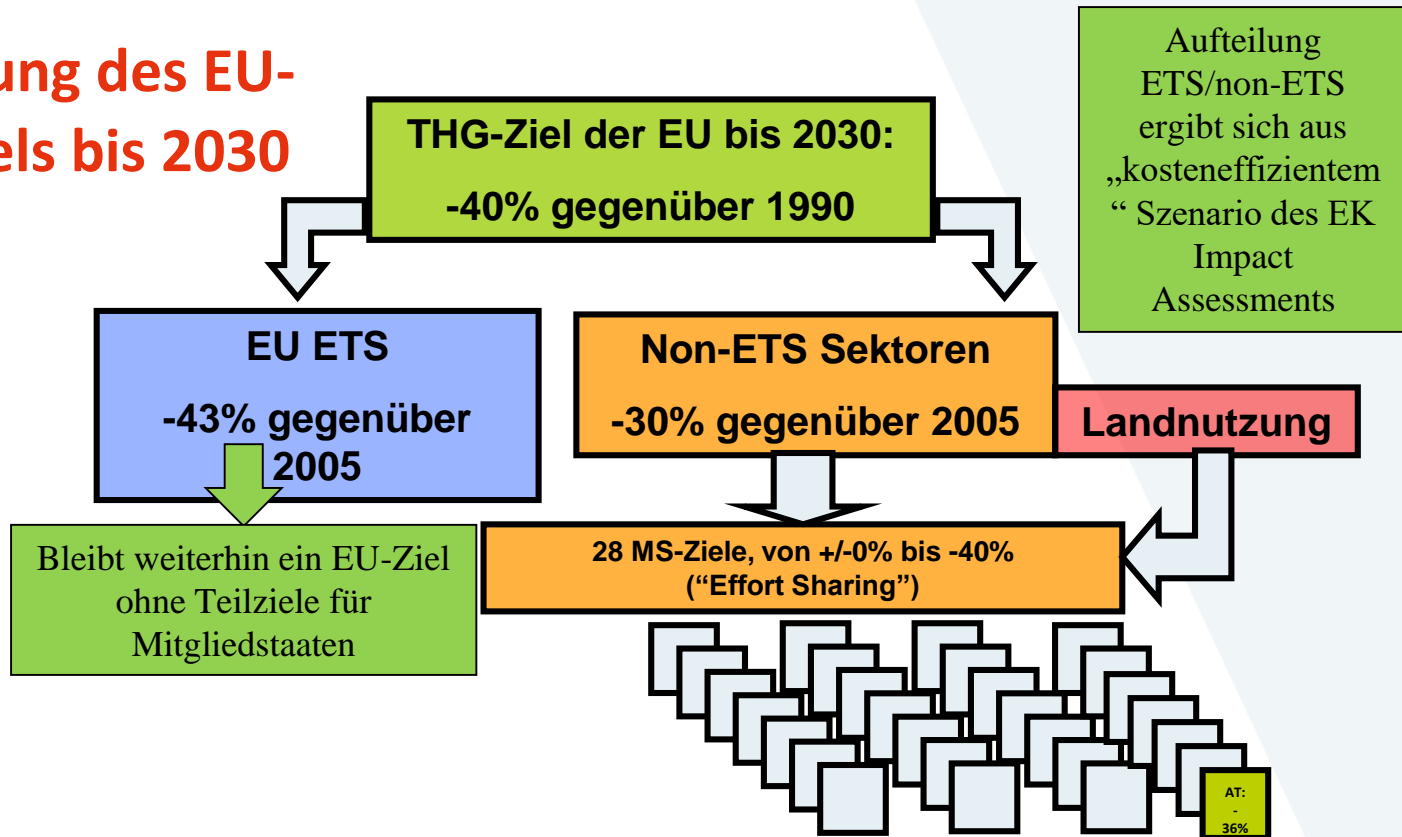 ung des EU-
els bis 2030
THG-Ziel der EU bis 2030:
-40% gegenüber 1990
Aufteilung
ETS/non-ETS
ergibt sich aus
„kosteneffizientem
“ Szenario des EK
Impact
Assessments
EU ETS
-43% gegenüber
2005
Non-ETS Sektoren
-30% gegenüber 2005
Landnutzung
Bleibt weiterhin ein EU-Ziel
ohne Teilziele für
Mitgliedstaaten
28 MS-Ziele, von +/-0% bis -40%
(“Effort Sharing”)
AT:
-
36%